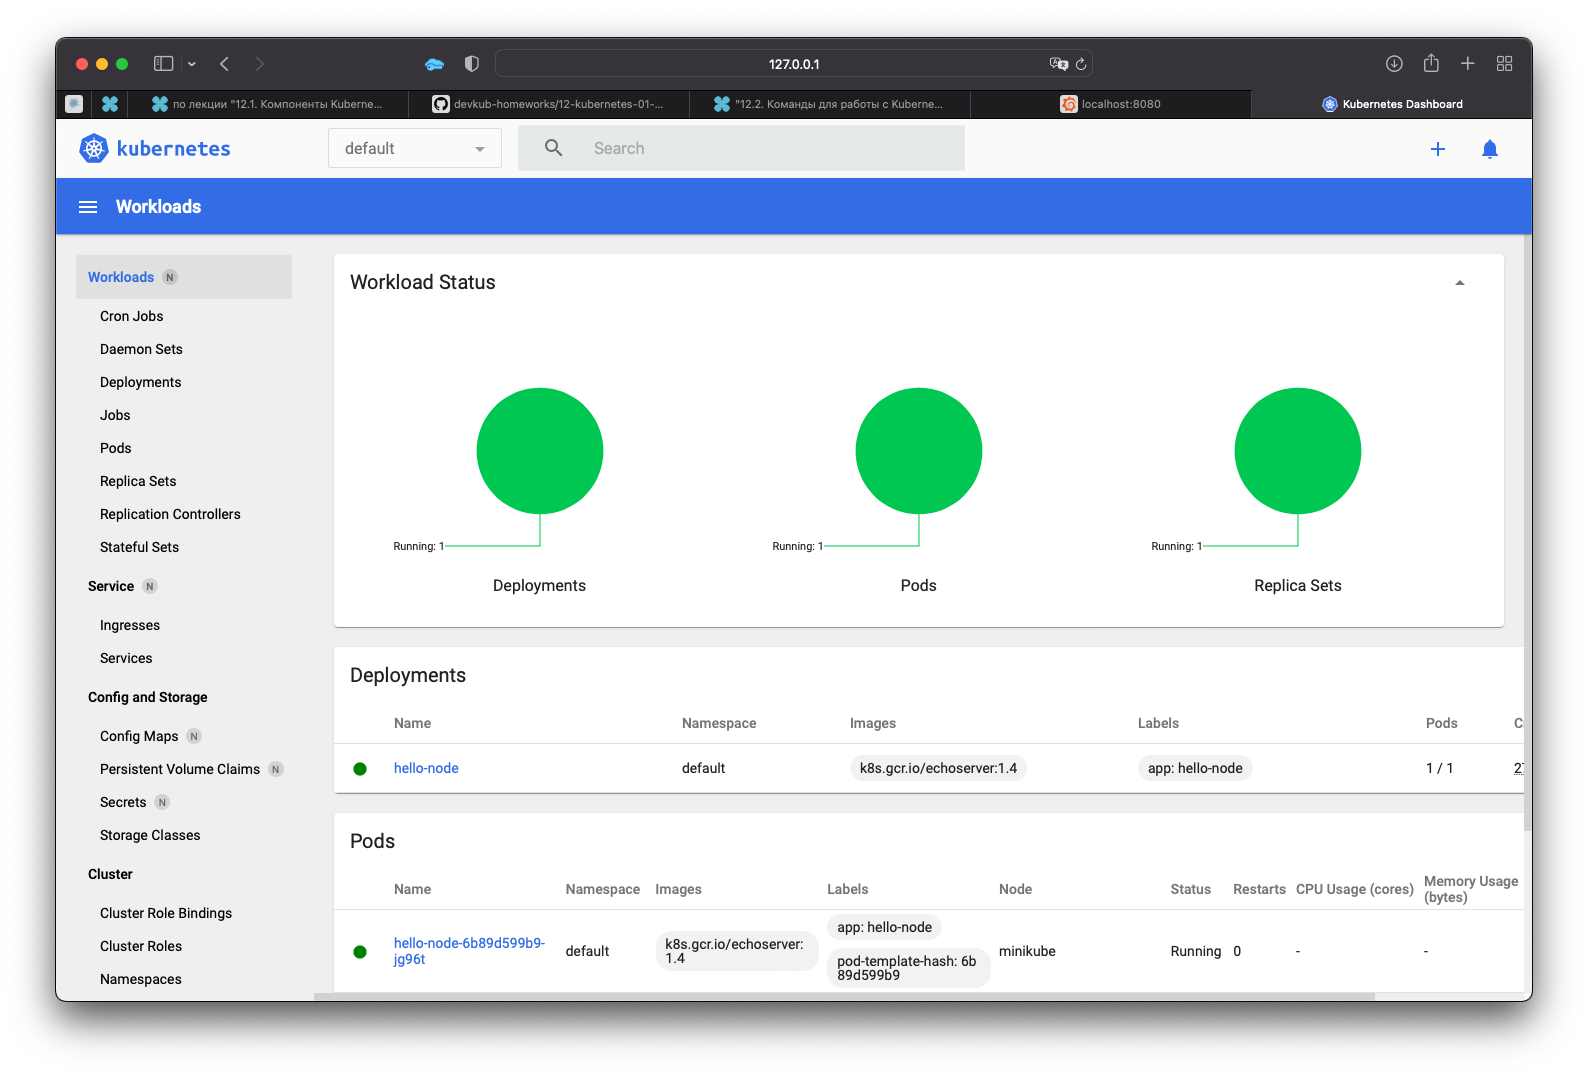 127.0.0.1
по лекции "12.1. Компоненты Kuberne...
devkub-homeworks/12-kubernetes-01-...
"12.2. Команды для работы с Kuberne...
localhost:8080
Kubernetes Dashboard
kubernetes
default
Search
Workloads
Workloads N
Cron Jobs
Daemon Sets
Deployments
Jobs
Pods
Replica Sets
Replication Controllers
Stateful Sets
Service N
Ingresses
Services
Config and Storage
Config Maps N
Persistent Volume Claims N
Secrets N
Storage Classes
Cluster
Cluster Role Bindings
Cluster Roles
Namespaces
Workload Status
Running: 1
Running: 1
Running: 1
Deployments
Pods
Replica Sets
Deployments
Name Namespace Images Labels Pods
hello-node default k8s.gcr.io/echoserver:1.4 app: hello-node 1 / 1
Pods
Name Namespace Images Labels Node Status Restarts CPU Usage (cores) Memory Usage
(bytes)
app: hello-node
hello-node-6b89d599b9-
jg96t
default
k8s.gcr.io/echoserver:
1.4
pod-template-hash: 6b
89d599b9
minikube Running 0 - -